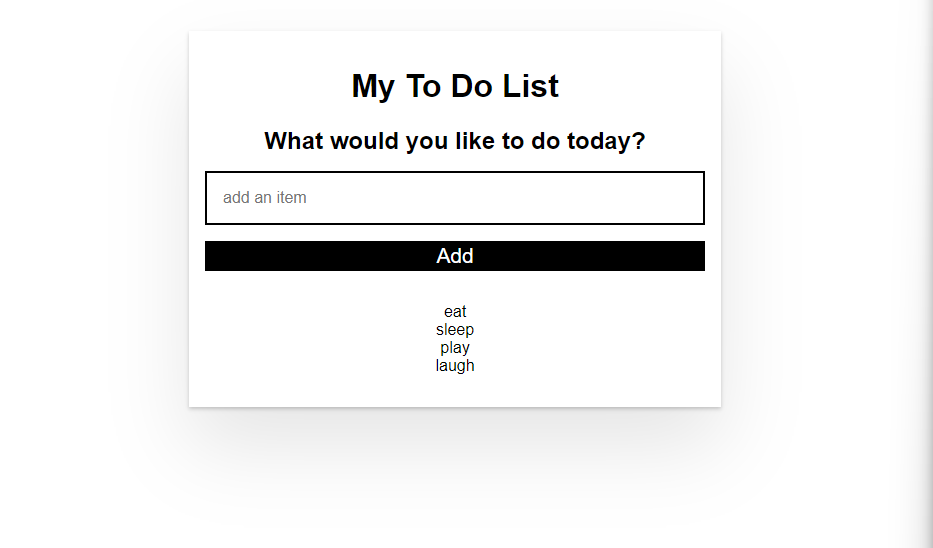 My To Do List
What would you like to do today?
add an item
Add
eat
sleep
play
laugh